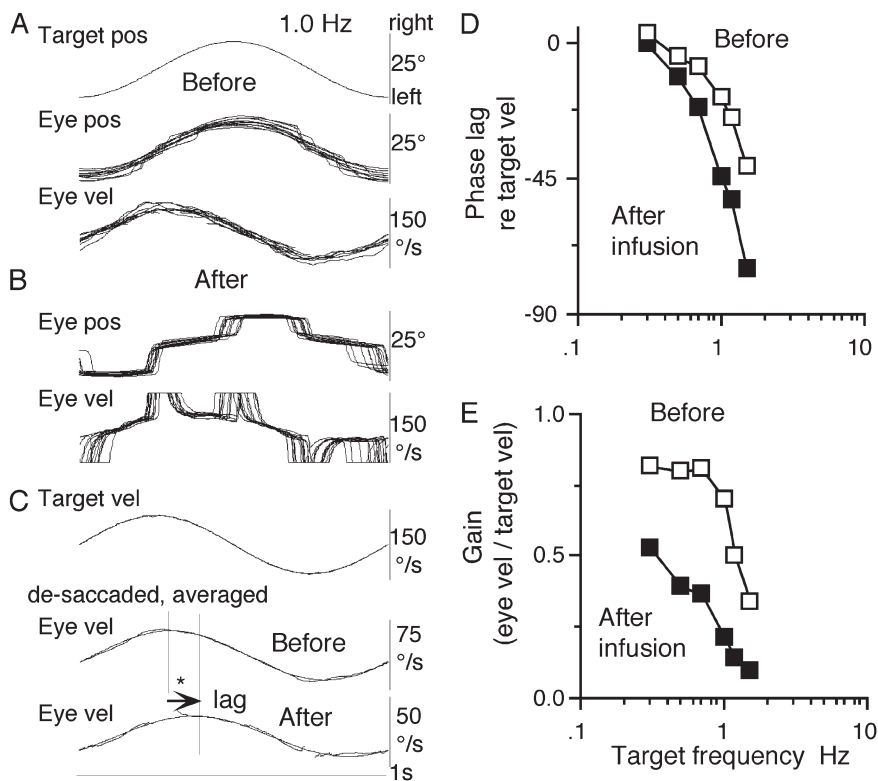 A
Target pos
1.0 Hz
right
25°
left
Before
Eye pos
25°
Eye vel
150
°/s
B
After
Eye pos
25°
Eye vel
150
°/s
C
Target vel
150
°/s
de-saccaded, averaged
Eye vel
Before
75
°/s
*
lag
Eye vel
After
50
°/s
1s
D
Before
After
infusion
Phase lag
re target vel
0
-45
-90
.1
1
10
E
Before
After
infusion
Gain
(eye vel / target vel)
1.0
0.5
0.0
.1
1
10
Target frequency Hz